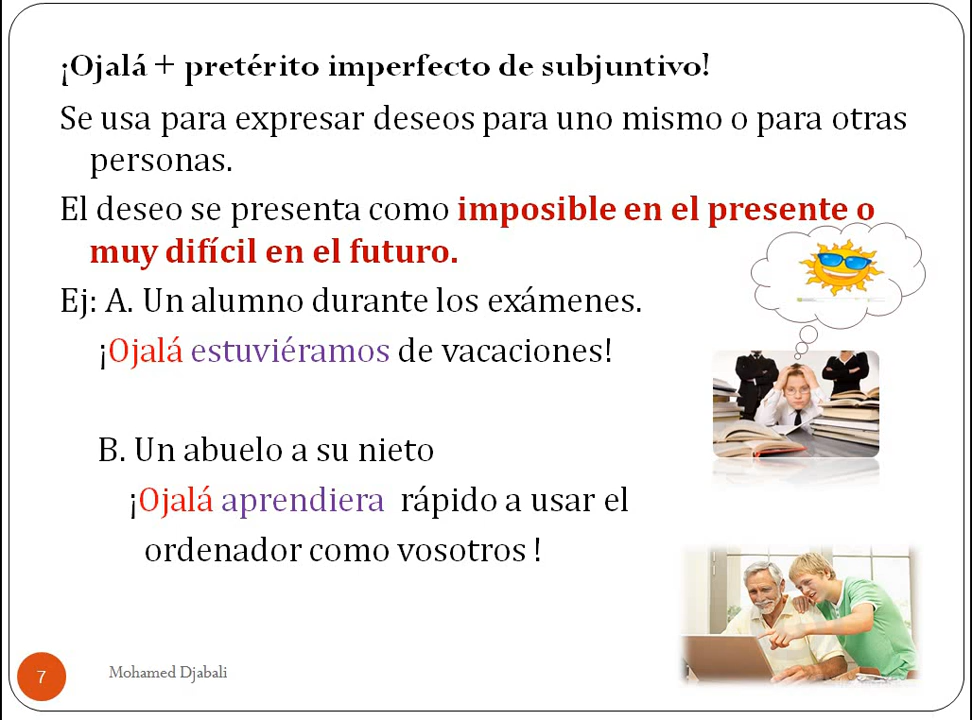 ¡Ojalá + pretérito imperfecto de subjuntivo!
Se usa para expresar deseos para uno mismo o para otras
personas.
El deseo se presenta como imposible en el presente o
muy difícil en el futuro.
Ej: A. Un alumno durante los exámenes.
¡Ojalá estuviéramos de vacaciones!
B. Un abuelo a su nieto
¡Ojalá aprendiera rápido a usar el
ordenador como vosotros !
7
Mohamed Djabali